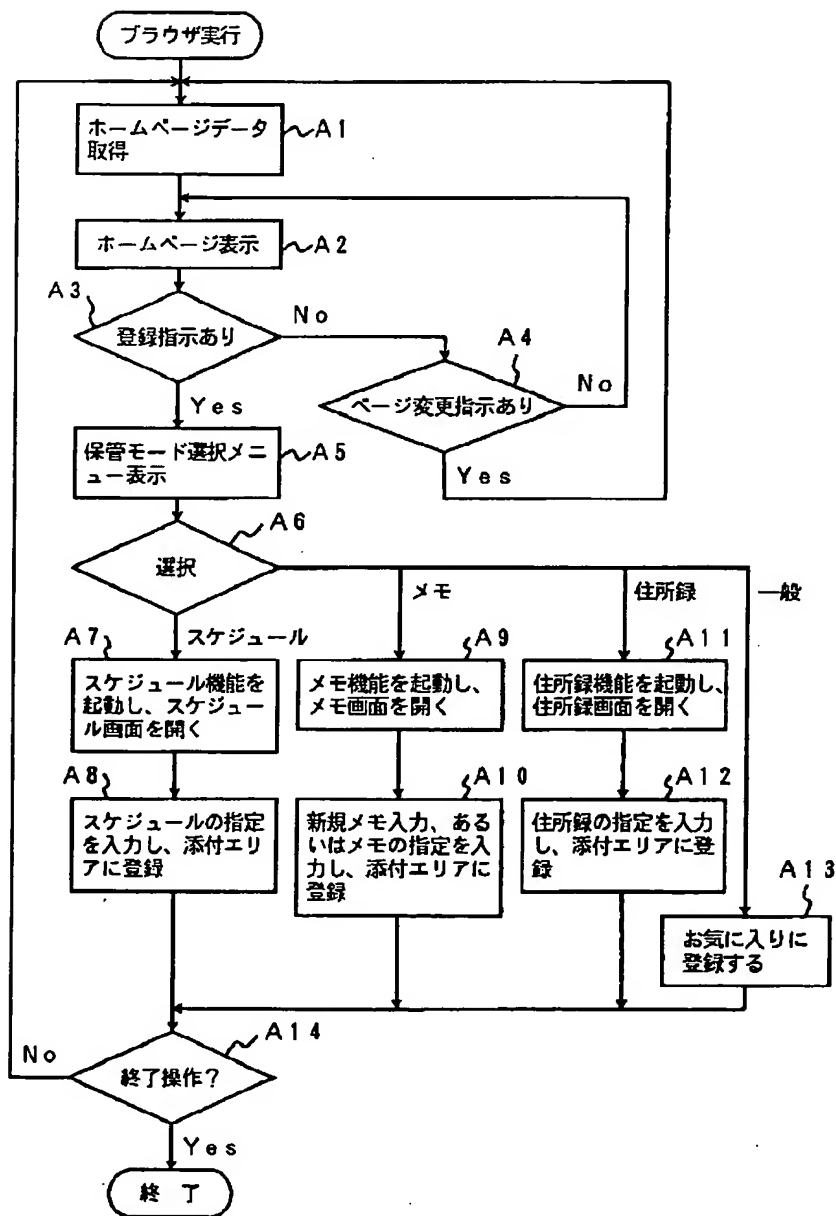 ブラウザ実行
ホームページデータ
取得
A1
ホームページ表示
A2
A3
登録指示あり
No
A4
ページ変更指示あり
No
Yes
Yes
保管モード選択メニ
ュー表示
A5
A6
選択
メモ
住所録
一般
スケジュール
A7
スケジュール機能を
起動し、スケジュー
ル画面を開く
A9
メモ機能を起動し、
メモ画面を開く
A11
住所録機能を起動し、
住所録画面を開く
A8
スケジュールの指定
を入力し、添付エリ
アに登録
A10
新規メモ入力、ある
いはメモの指定を入
力し、添付エリアに
登録
A12
住所録の指定を入力
し、添付エリアに登
録
A13
お気に入りに
登録する
A14
終了操作?
No
Yes
終 了